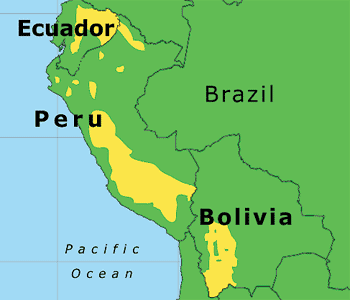 Ecuador
Brazil
Peru
Bolivia
Pacific
Ocean